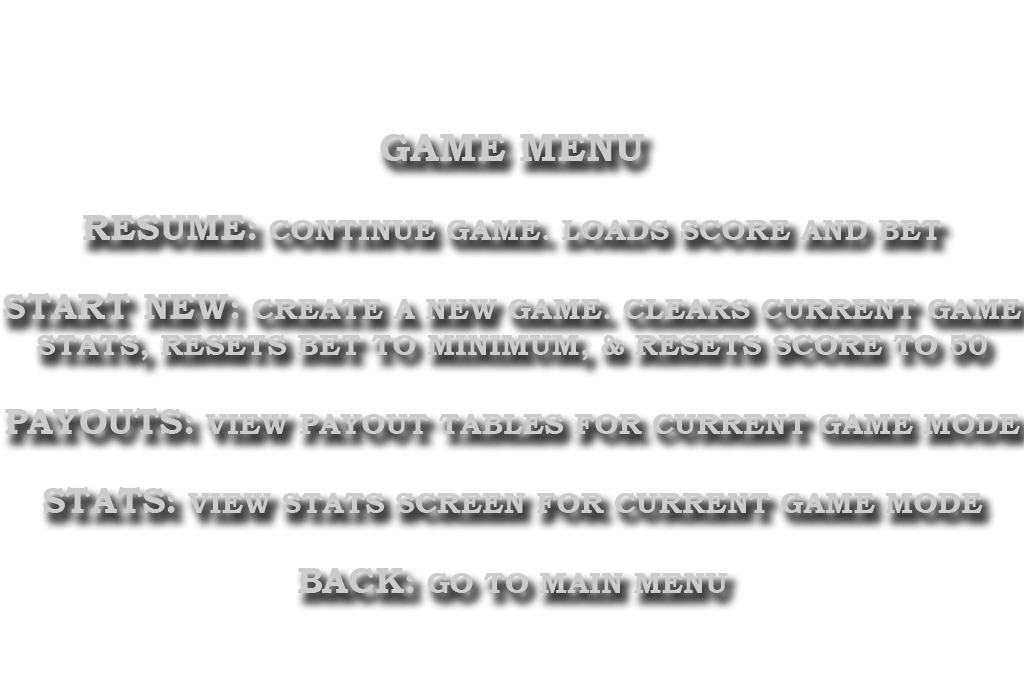 GAME MENU
RESUME: CONTINUE GAME. LOADS SCORE AND BET
START NEW: CREATE A NEW GAME. CLEARS CURRENT GAME
STATS, RESETS BET TO MINIMUM, & RESETS SCORE TO 50
PAYOUTS: VIEW PAYOUT TABLES FOR CURRENT GAME MODE
STATS: VIEW STATS SCREEN FOR CURRENT GAME MODE
BACK: GO TO MAIN MENU